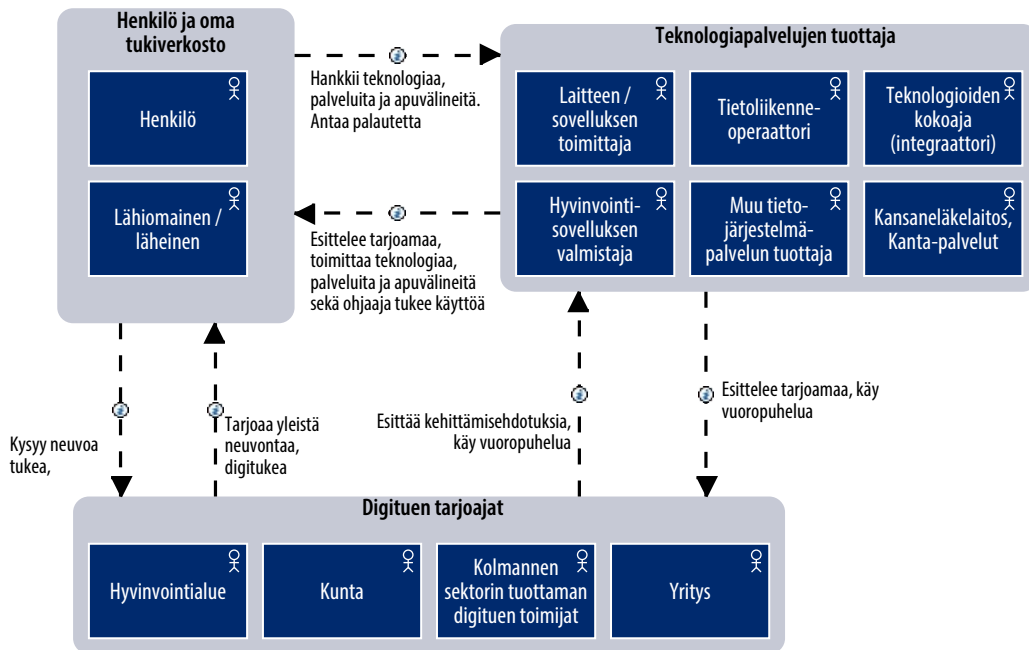 Henkilö ja oma
tukiverkosto
Henkilö
Lähiomainen /
läheinen
Hankkii teknologiaa,
palveluita ja apuvälineitä.
Antaa palautetta
Esittelee tarjoamaa,
toimittaa teknologiaa,
palveluita ja apuvälineitä
sekä ohjaaja tukee käyttöä
Teknologiapalvelujen tuottaja
Laitteen /
sovelluksen
toimittaja
Tietoliikenne-
operaattori
Teknologioiden
kokoaja
(integraattori)
Hyvinvointi-
sovelluksen
valmistaja
Muu tieto-
järjestelmä-
palvelun tuottaja
Kansaneläkelaitos,
Kanta-palvelut
Kysyy neuvoa
tukea,
Tarjoaa yleistä
neuvontaa,
digitukea
Esittää kehittämisehdotuksia,
käy vuoropuhelua
Esittelee tarjoamaa, käy
vuoropuhelua
Digituen tarjoajat
Hyvinvointialue
Kunta
Kolmannen
sektorin tuottaman
digituen toimijat
Yritys